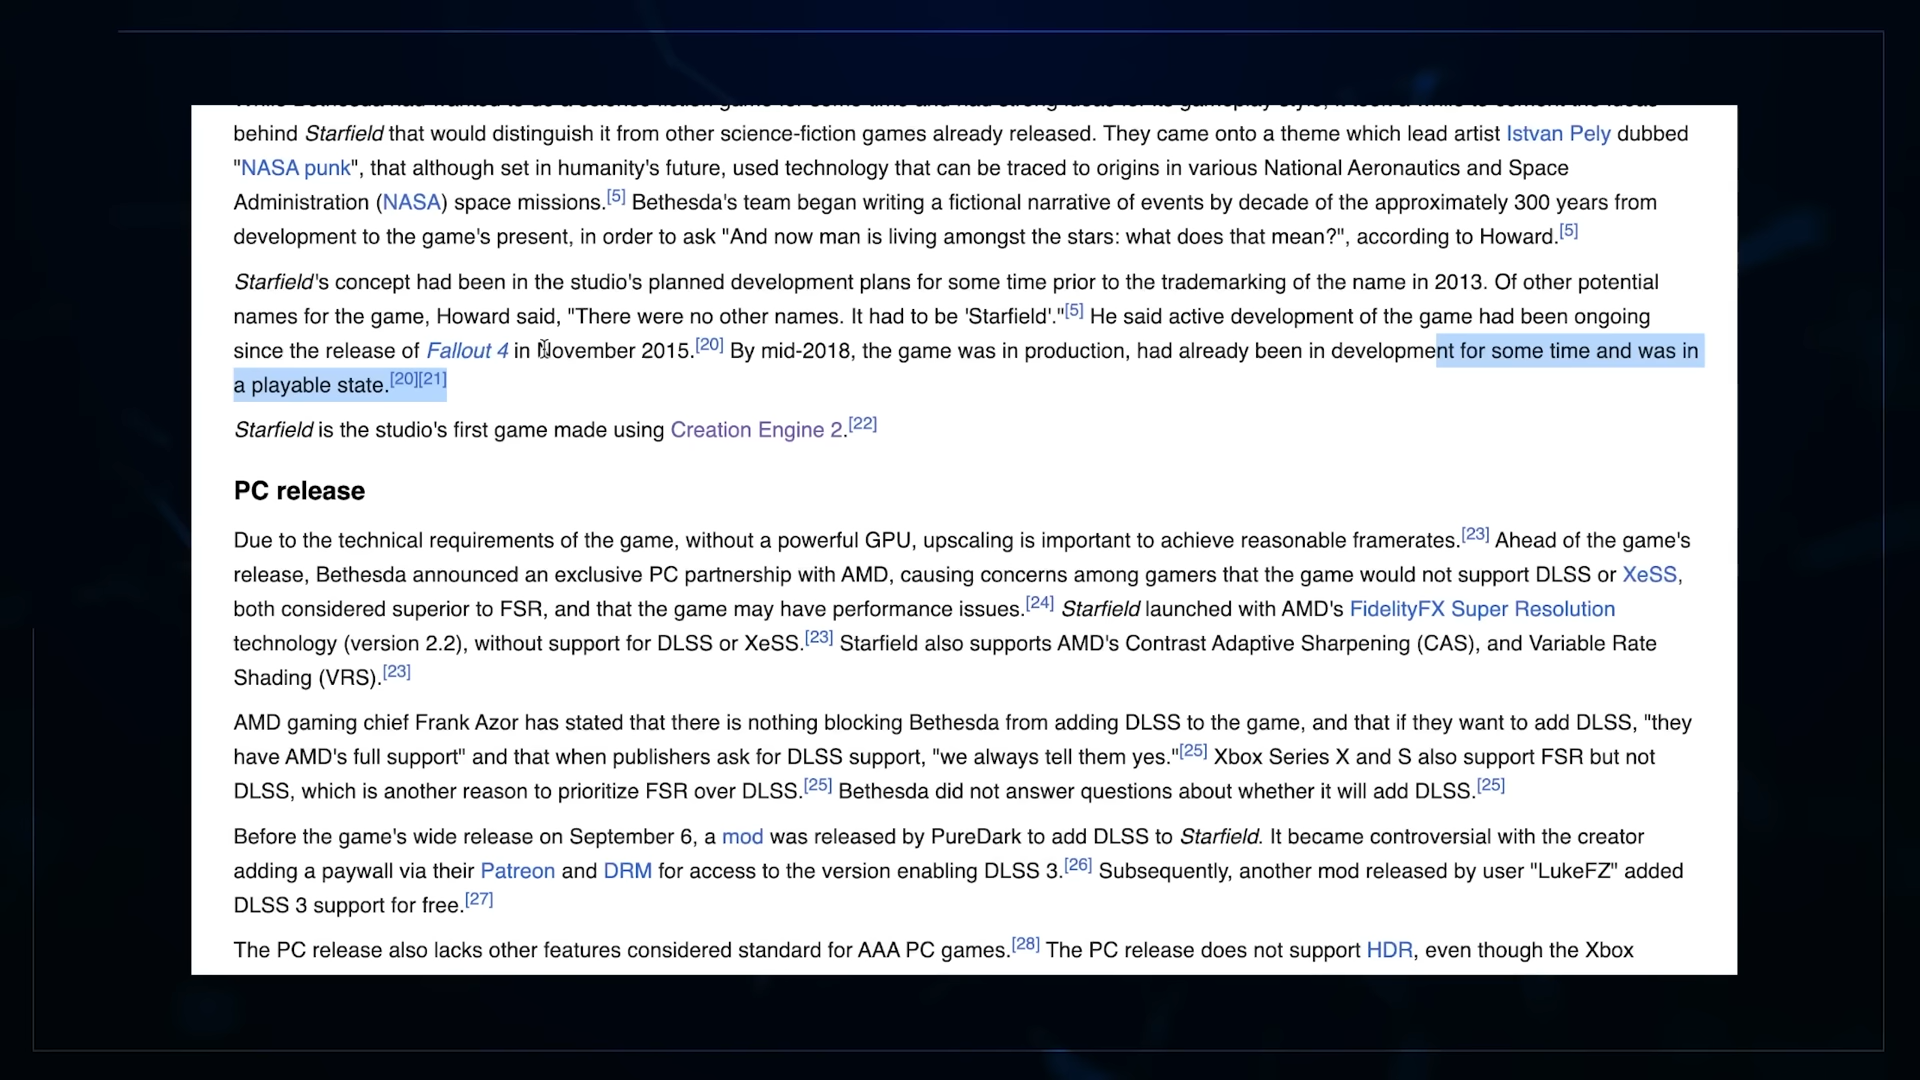 behind Starfield that would distinguish it from other science-fiction games already released. They came onto a theme which lead artist Istvan Pely dubbed
"NASA punk", that although set in humanity's future, used technology that can be traced to origins in various National Aeronautics and Space
Administration (NASA) space missions.[5] Bethesda's team began writing a fictional narrative of events by decade of the approximately 300 years from
development to the game's present, in order to ask "And now man is living amongst the stars: what does that mean?", according to Howard.[5]
Starfield's concept had been in the studio's planned development plans for some time prior to the trademarking of the name in 2013. Of other potential
names for the game, Howard said, "There were no other names. It had to be 'Starfield'."[5] He said active development of the game had been ongoing
since the release of Fallout 4 in November 2015.[20] By mid-2018, the game was in production, had already been in development for some time and was in
a playable state.[20][21]
Starfield is the studio's first game made using Creation Engine 2.[22]
PC release
Due to the technical requirements of the game, without a powerful GPU, upscaling is important to achieve reasonable framerates.[23] Ahead of the game's
release, Bethesda announced an exclusive PC partnership with AMD, causing concerns among gamers that the game would not support DLSS or XeSS,
both considered superior to FSR, and that the game may have performance issues.[24] Starfield launched with AMD's FidelityFX Super Resolution
technology (version 2.2), without support for DLSS or XeSS.[23] Starfield also supports AMD's Contrast Adaptive Sharpening (CAS), and Variable Rate
Shading (VRS).[23]
AMD gaming chief Frank Azor has stated that there is nothing blocking Bethesda from adding DLSS to the game, and that if they want to add DLSS, "they
have AMD's full support" and that when publishers ask for DLSS support, "we always tell them yes."[25] Xbox Series X and S also support FSR but not
DLSS, which is another reason to prioritize FSR over DLSS.[25] Bethesda did not answer questions about whether it will add DLSS.[25]
Before the game's wide release on September 6, a mod was released by PureDark to add DLSS to Starfield. It became controversial with the creator
adding a paywall via their Patreon and DRM for access to the version enabling DLSS 3.[26] Subsequently, another mod released by user "LukeFZ" added
DLSS 3 support for free.[27]
The PC release also lacks other features considered standard for AAA PC games.[28] The PC release does not support HDR, even though the Xbox